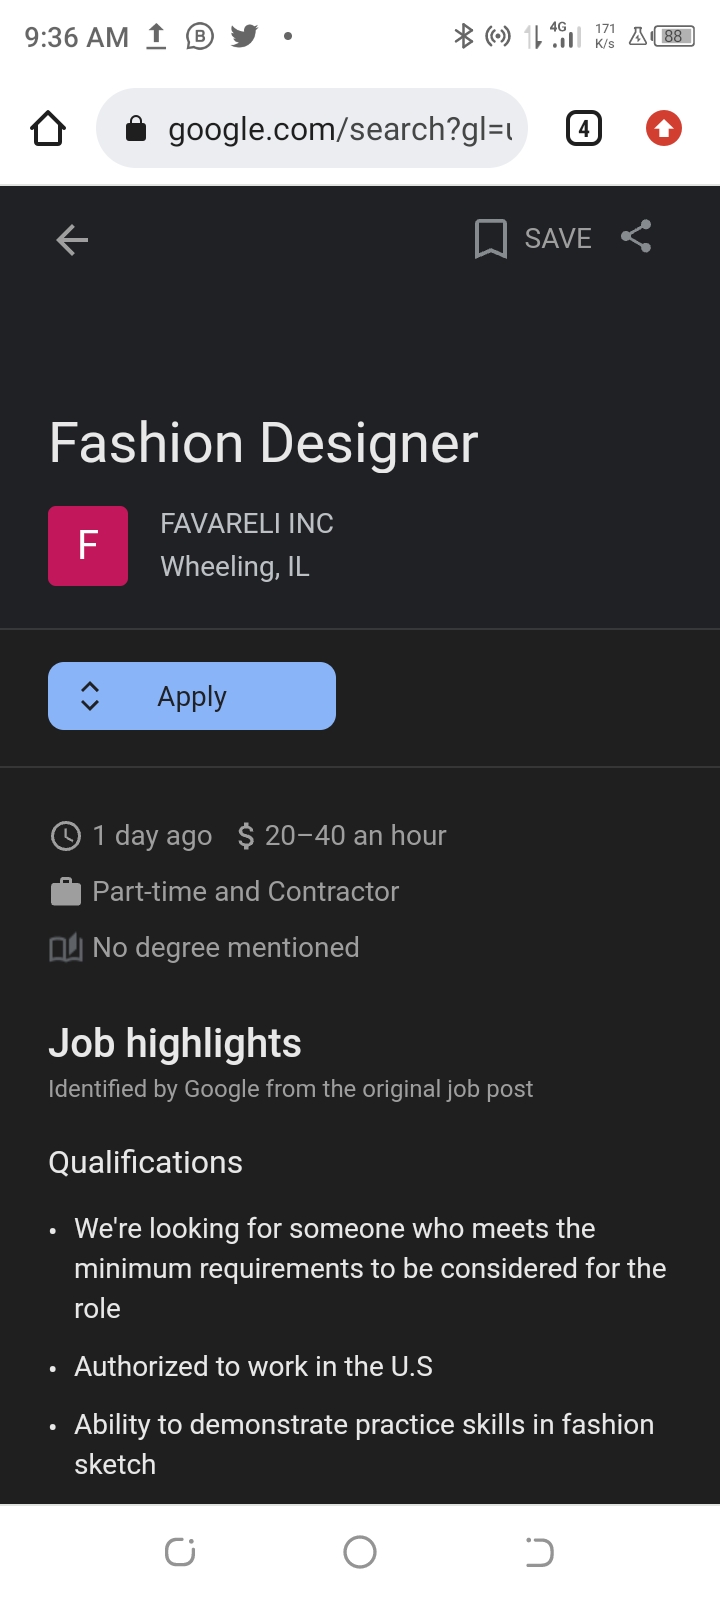 9:36 AM
4G
171
K/s
88
google.com/search?gl=u
4
SAVE
Fashion Designer
F
FAVARELI INC
Wheeling, IL
Apply
1 day ago $ 20–40 an hour
Part-time and Contractor
No degree mentioned
Job highlights
Identified by Google from the original job post
Qualifications
• We're looking for someone who meets the
minimum requirements to be considered for the
role
• Authorized to work in the U.S
• Ability to demonstrate practice skills in fashion
sketch